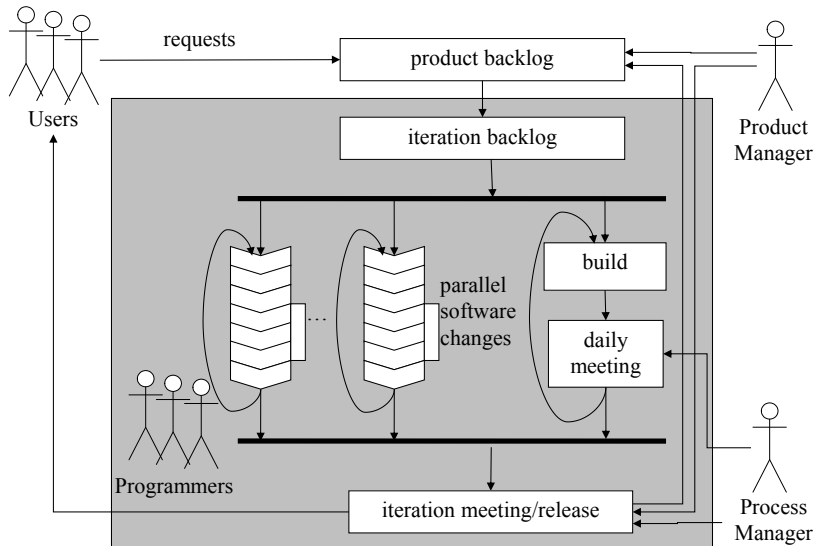 requests
product backlog
Users
Product
Manager
iteration backlog
build
parallel
software
changes
...
daily
meeting
Programmers
iteration meeting/release
Process
Manager